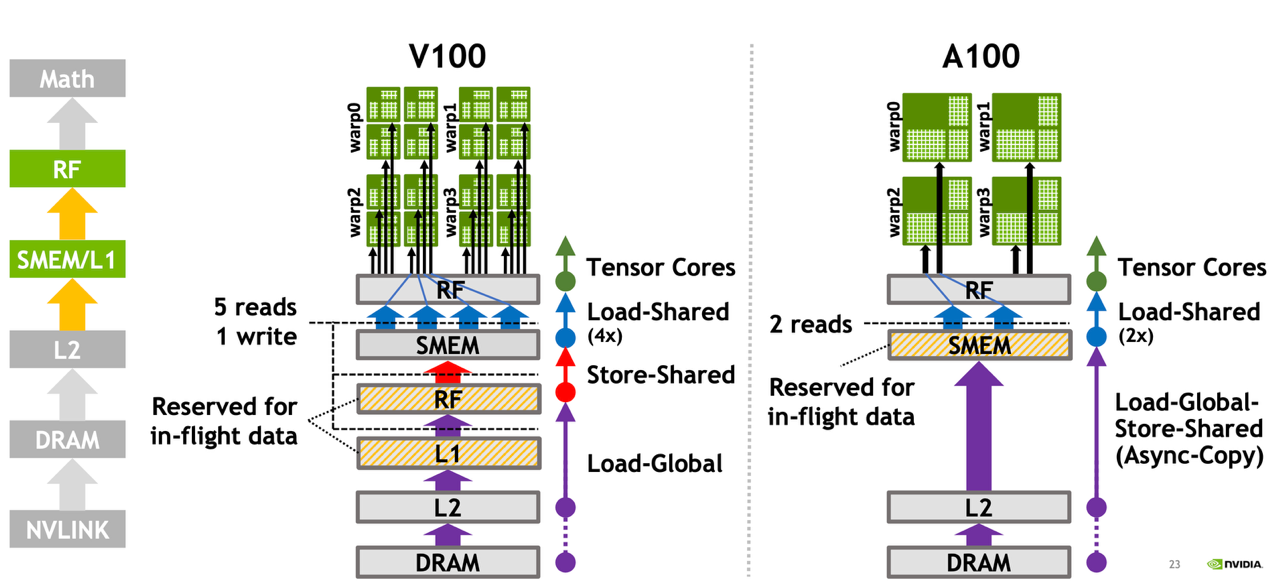 Math
RF
SMEM/L1
L2
DRAM
NVLINK
V100
warp0
warp1
warp2
warp3
RF
5 reads
1 write
SMEM
RF
Reserved for
in-flight data
L1
L2
DRAM
Tensor Cores
Load-Shared
(4x)
Store-Shared
Load-Global
A100
warp0
warp1
warp2
warp3
RF
2 reads
SMEM
Reserved for
in-flight data
L2
DRAM
Tensor Cores
Load-Shared
(2x)
Load-Global-
Store-Shared
(Async-Copy)
23
NVIDIA